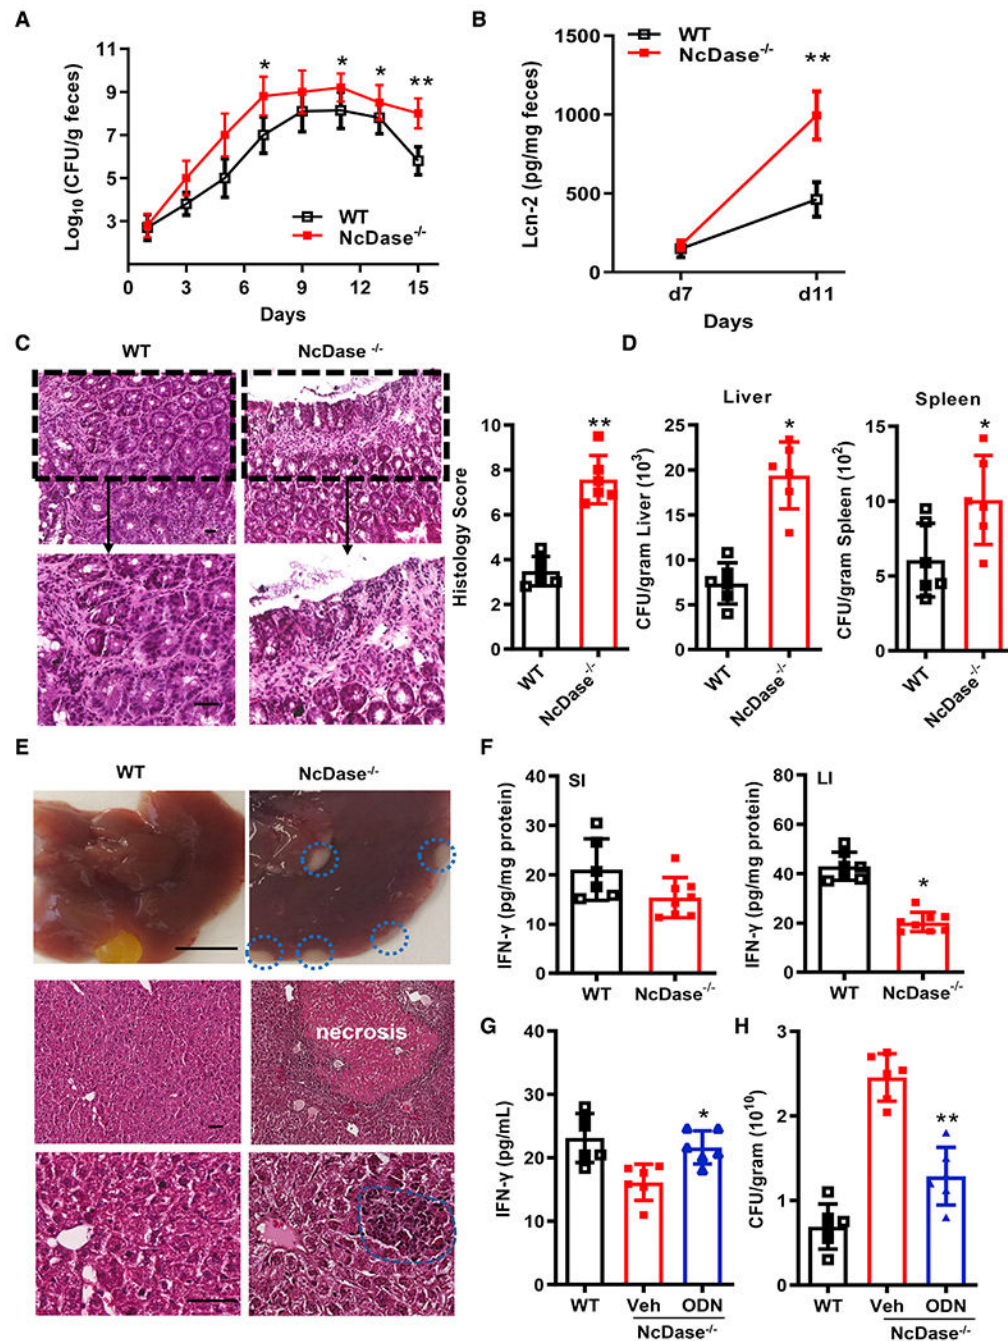 A
Log10 (CFU/g feces)
11
9
7
5
3
* * * **
WT
NcDase-/-
0 3 6 9 12 15
Days
B
Lcn-2 (pg/mg feces)
1500
1000
500
0
WT
NcDase-/-
**
d7 d11
Days
C
WT NcDase -/-
Histology Score
10
8
6
4
2
0
**
WT
NcDase-/-
D
Liver
CFU/gram Liver (10³)
25
20
15
10
5
0
*
WT
NcDase-/-
Spleen
CFU/gram Spleen (10²)
15
10
5
0
*
WT
NcDase-/-
E
WT NcDase-/-
necrosis
F
SI
IFN-γ (pg/mg protein)
40
30
20
10
0
WT NcDase-/-
LI
IFN-γ (pg/mg protein)
80
60
40
20
0
*
WT NcDase-/-
G
IFN-γ (pg/mL)
40
30
20
10
0
*
WT Veh ODN
NcDase-/-
H
CFU/gram (10¹⁰)
3
2
1
0
**
WT Veh ODN
NcDase-/-